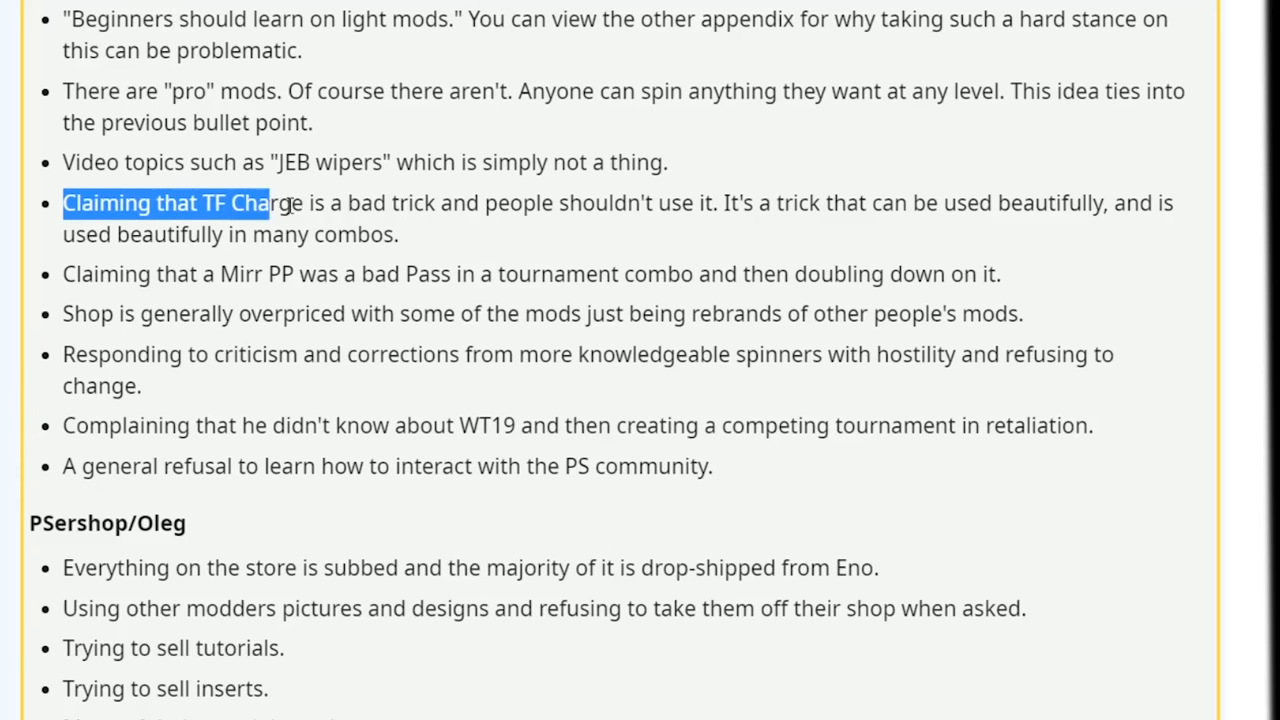 "Beginners should learn on light mods." You can view the other appendix for why taking such a hard stance on
this can be problematic.
There are "pro" mods. Of course there aren't. Anyone can spin anything they want at any level. This idea ties into
the previous bullet point.
Video topics such as "JEB wipers" which is simply not a thing.
Claiming that TF Charge is a bad trick and people shouldn't use it. It's a trick that can be used beautifully, and is
used beautifully in many combos.
Claiming that a Mirr PP was a bad Pass in a tournament combo and then doubling down on it.
Shop is generally overpriced with some of the mods just being rebrands of other people's mods.
Responding to criticism and corrections from more knowledgeable spinners with hostility and refusing to
change.
Complaining that he didn't know about WT19 and then creating a competing tournament in retaliation.
A general refusal to learn how to interact with the PS community.
PSershop/Oleg
Everything on the store is subbed and the majority of it is drop-shipped from Eno.
Using other modders pictures and designs and refusing to take them off their shop when asked.
Trying to sell tutorials.
Trying to sell inserts.